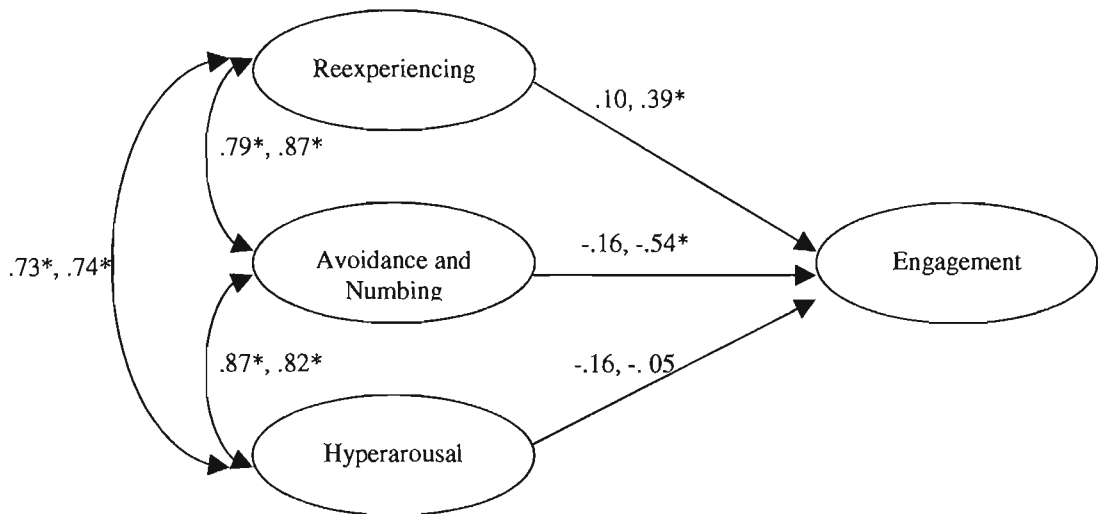 Reexperiencing
.10, .39*
.79*, .87*
.73*, .74*
Avoidance and
Numbing
-.16, -.54*
Engagement
.87*, .82*
-.16, -. 05
Hyperarousal